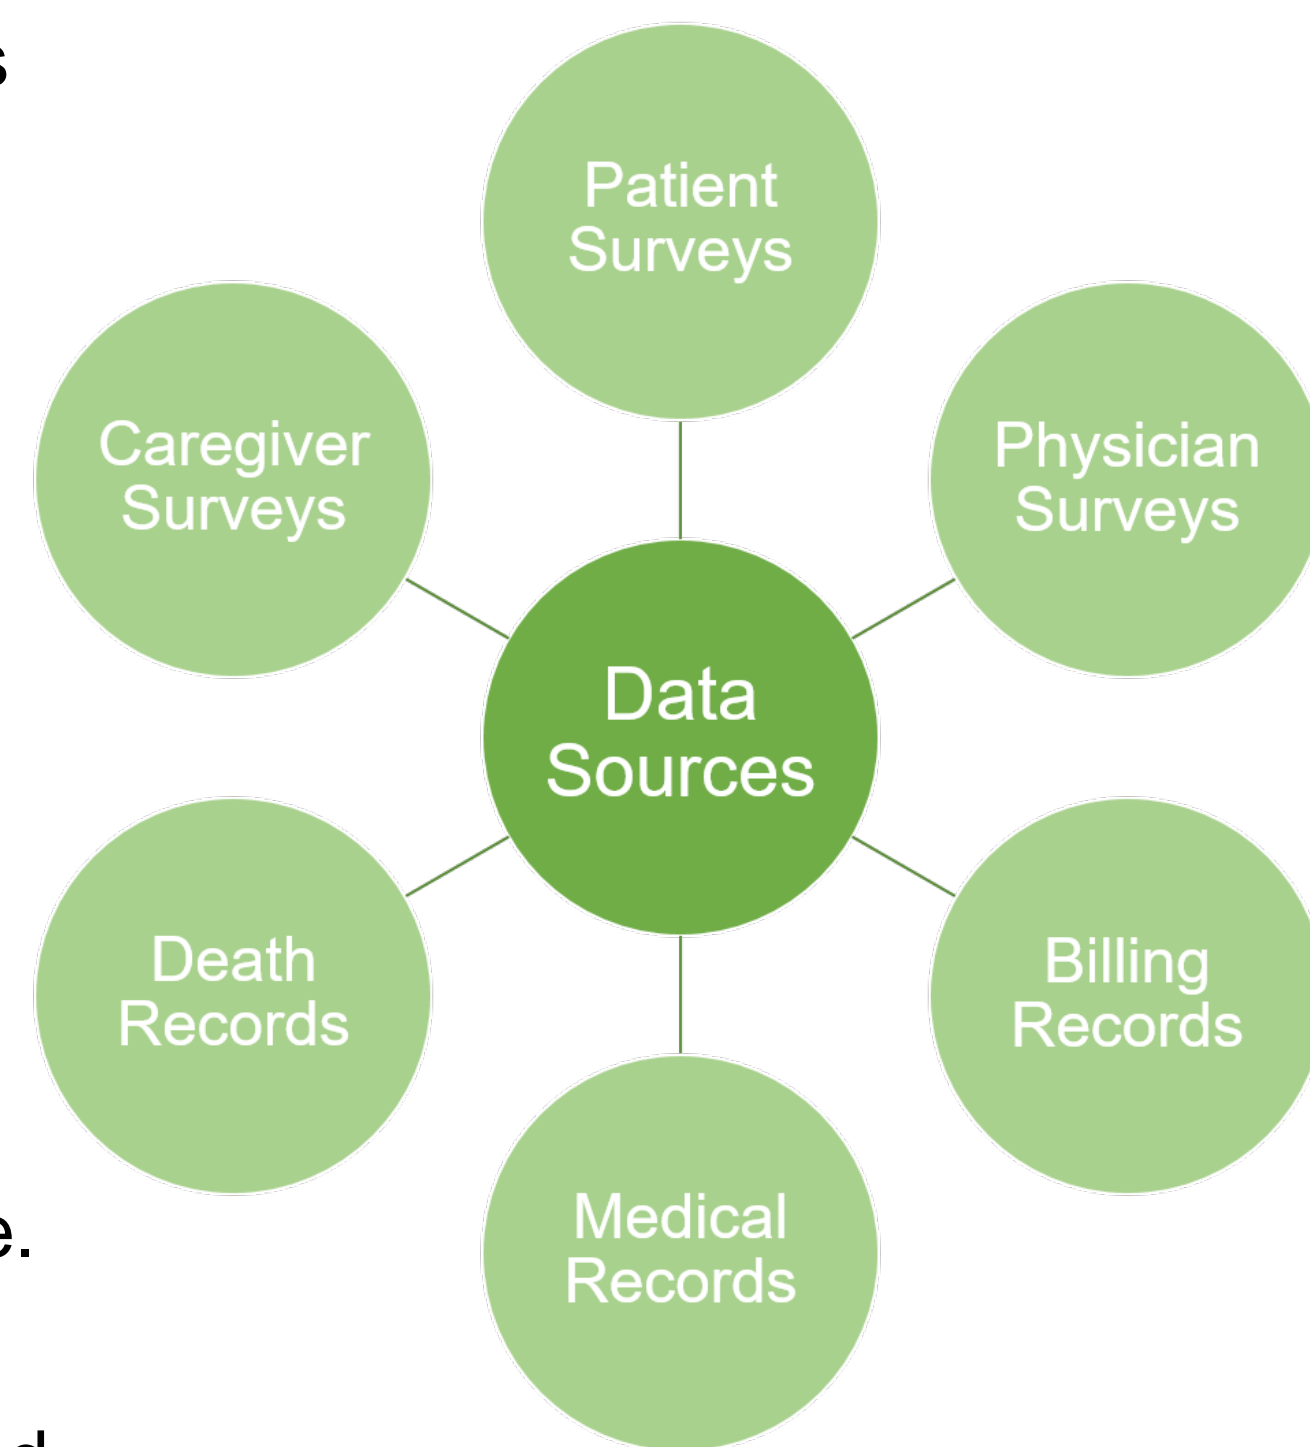 s
Patient
Surveys
Caregiver
Surveys
Physician
Surveys
Data
Sources
Death
Records
Billing
Records
Medical
Records
e.
d